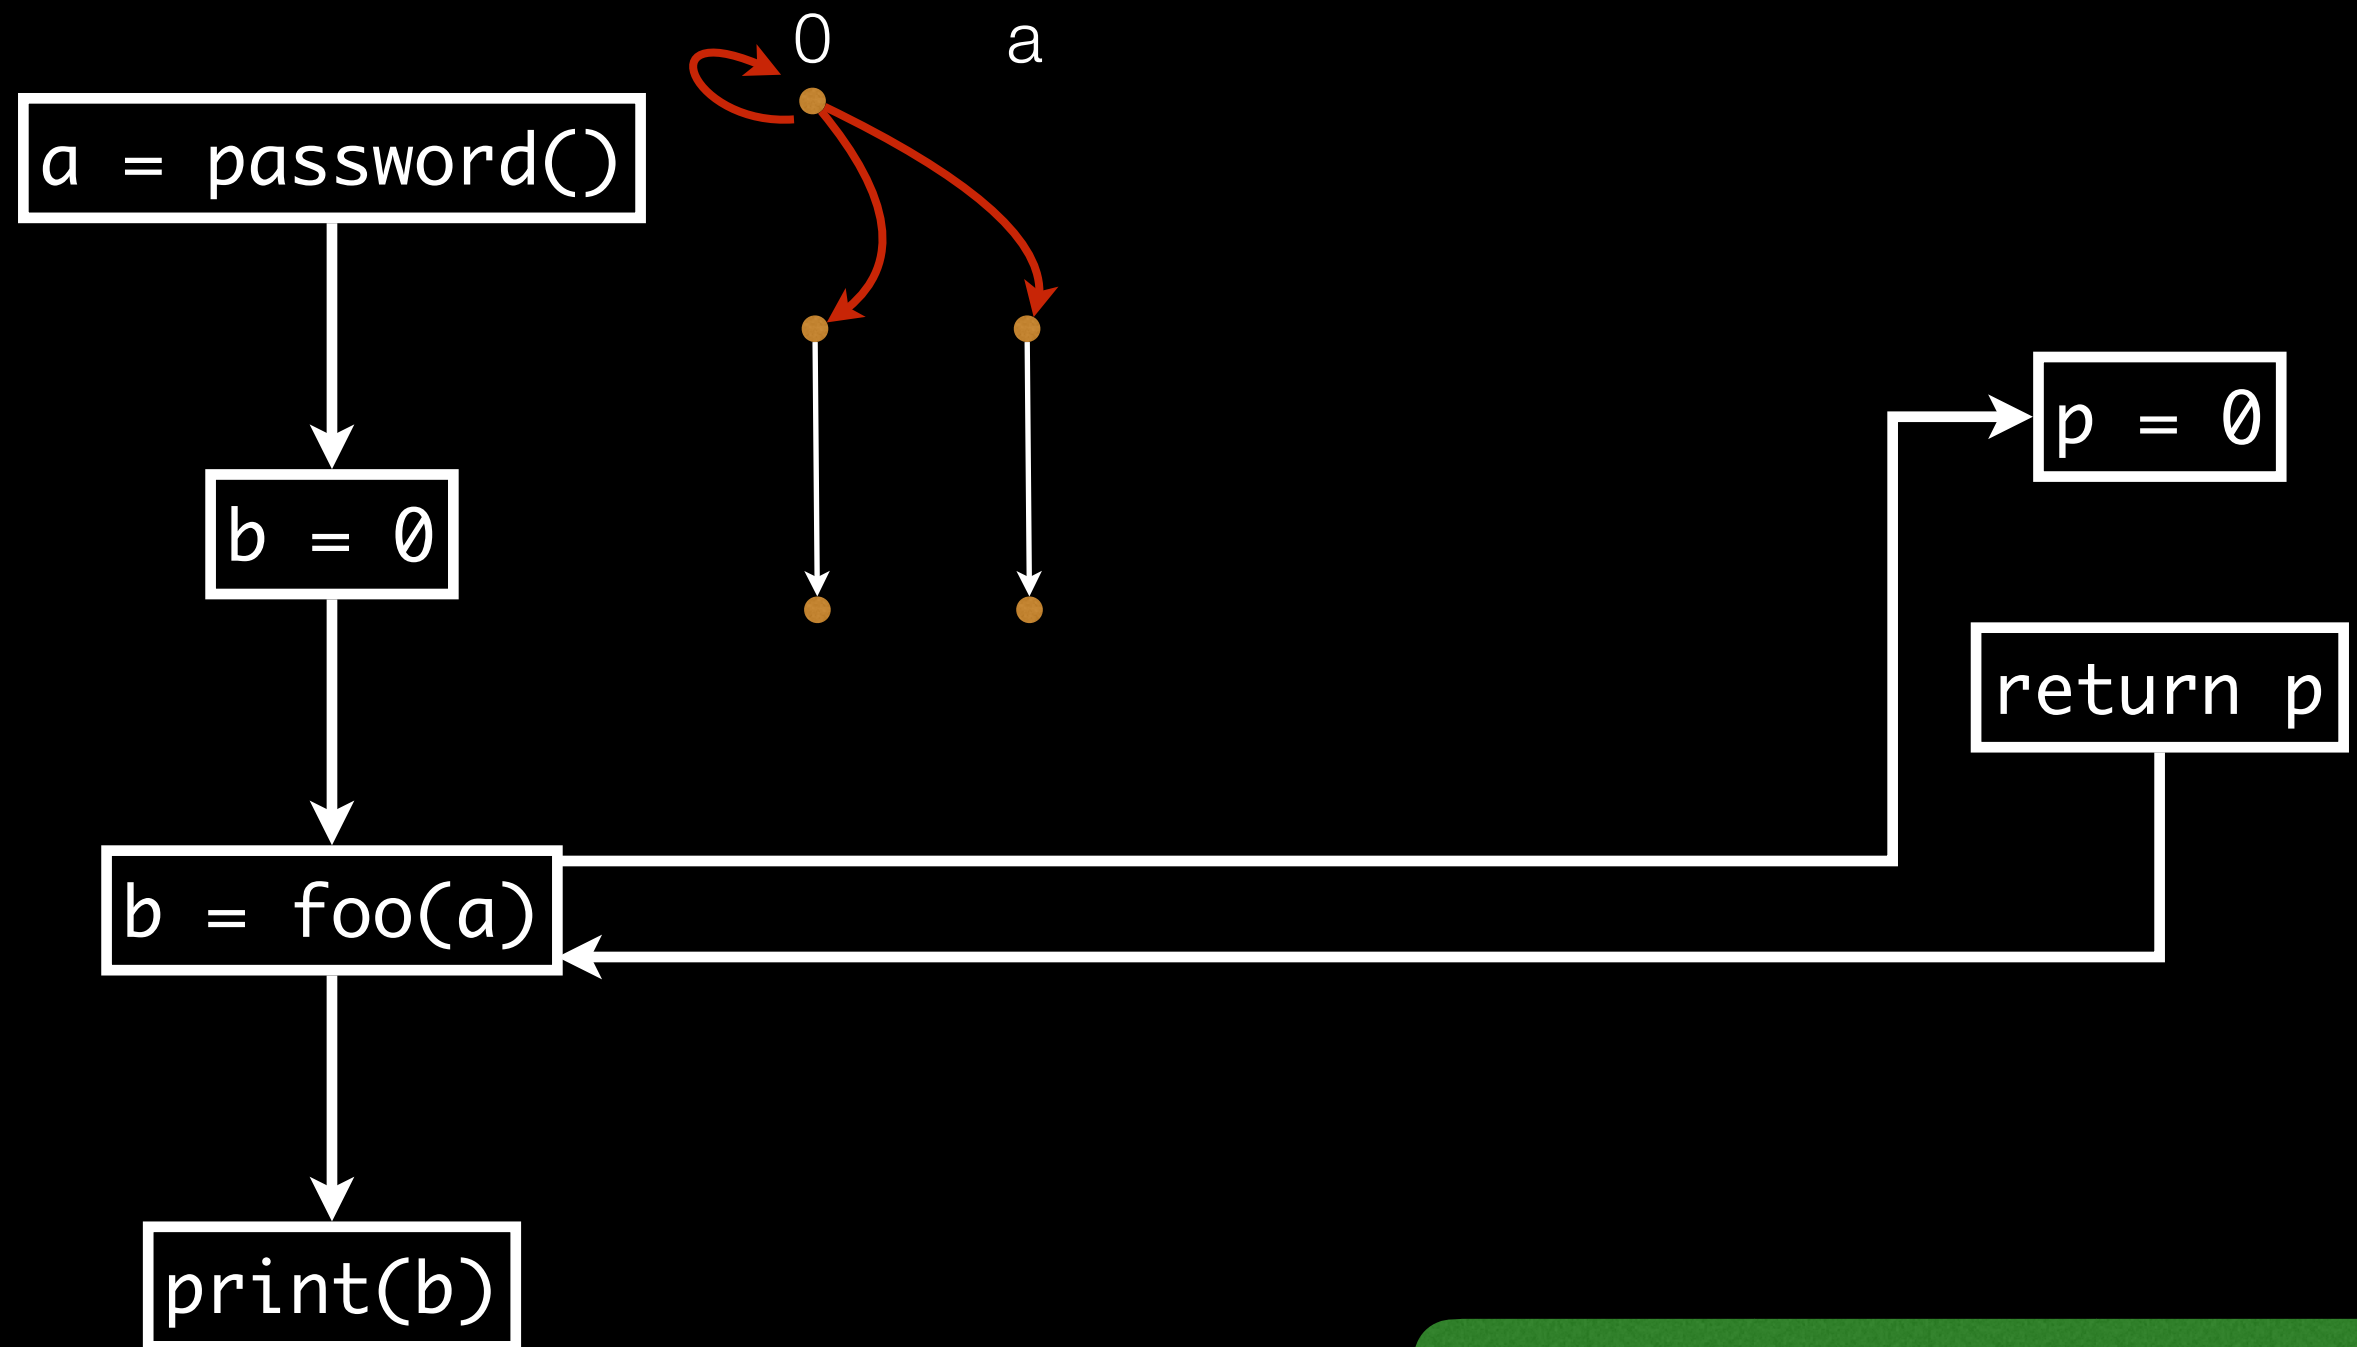 0 a
a = password()
b = 0
b = foo(a)
print(b)
p = 0
return p